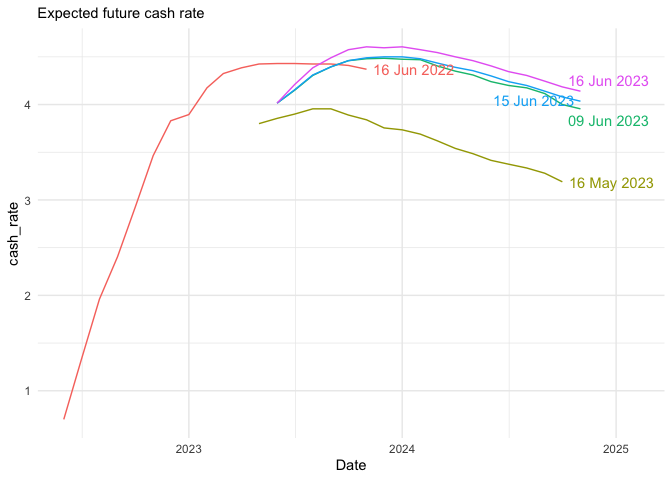 Expected future cash rate
cash_rate
4
3
2
1
16 Jun 2022
16 Jun 2023
15 Jun 2023
09 Jun 2023
16 May 2023
2023
2024
2025
Date